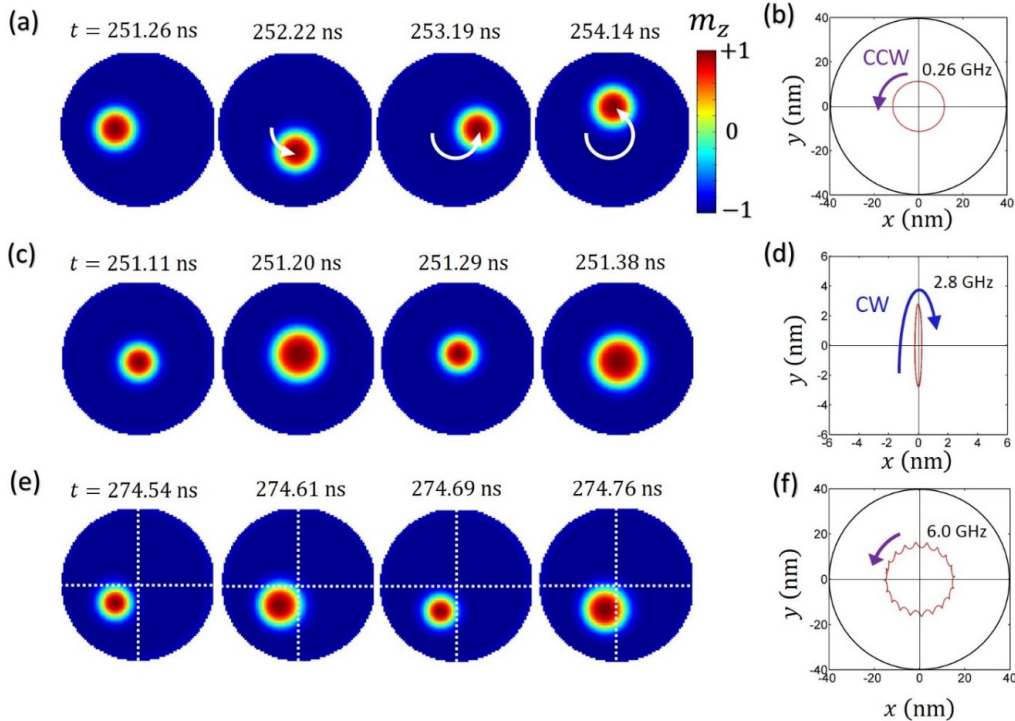 (a)
t = 251.26 ns 252.22 ns 253.19 ns 254.14 ns
m_z
+1
0
−1
(b)
CCW
0.26 GHz
40
20
0
-20
-40
-40 -20 0 20 40
y (nm)
x (nm)
(c)
t = 251.11 ns 251.20 ns 251.29 ns 251.38 ns
(d)
CW
2.8 GHz
6
4
2
0
-2
-4
-6
-6 -4 -2 0 2 4 6
y (nm)
x (nm)
(e)
t = 274.54 ns 274.61 ns 274.69 ns 274.76 ns
(f)
6.0 GHz
40
20
0
-20
-40
-40 -20 0 20 40
y (nm)
x (nm)